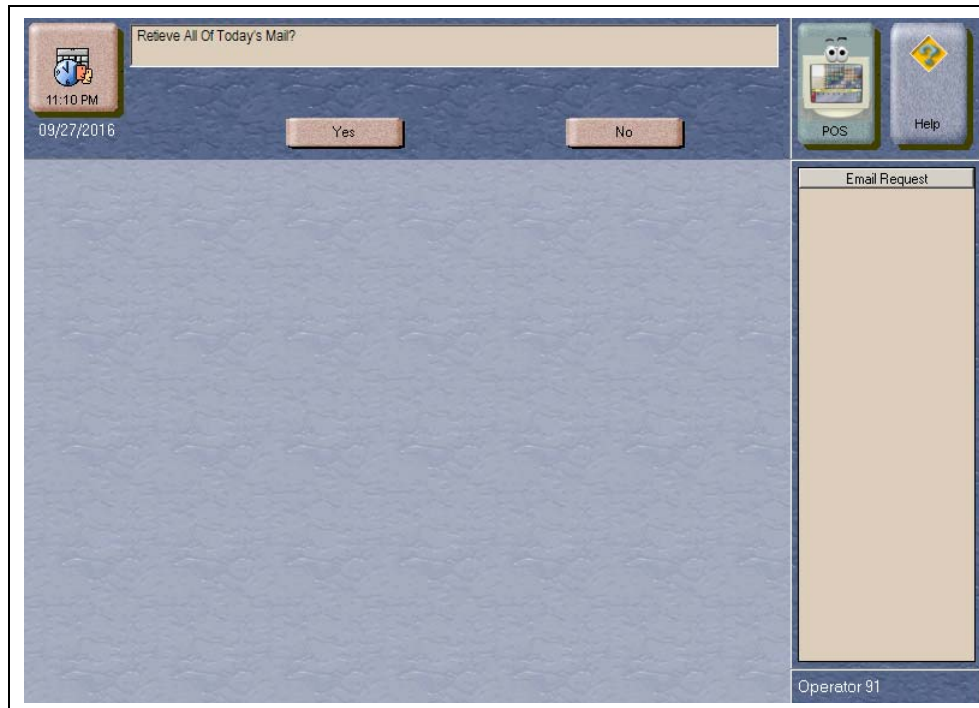 Retieve All Of Today's Mail?
11:10 PM
09/27/2016
Yes
No
POS
Help
Email Request
Operator 91